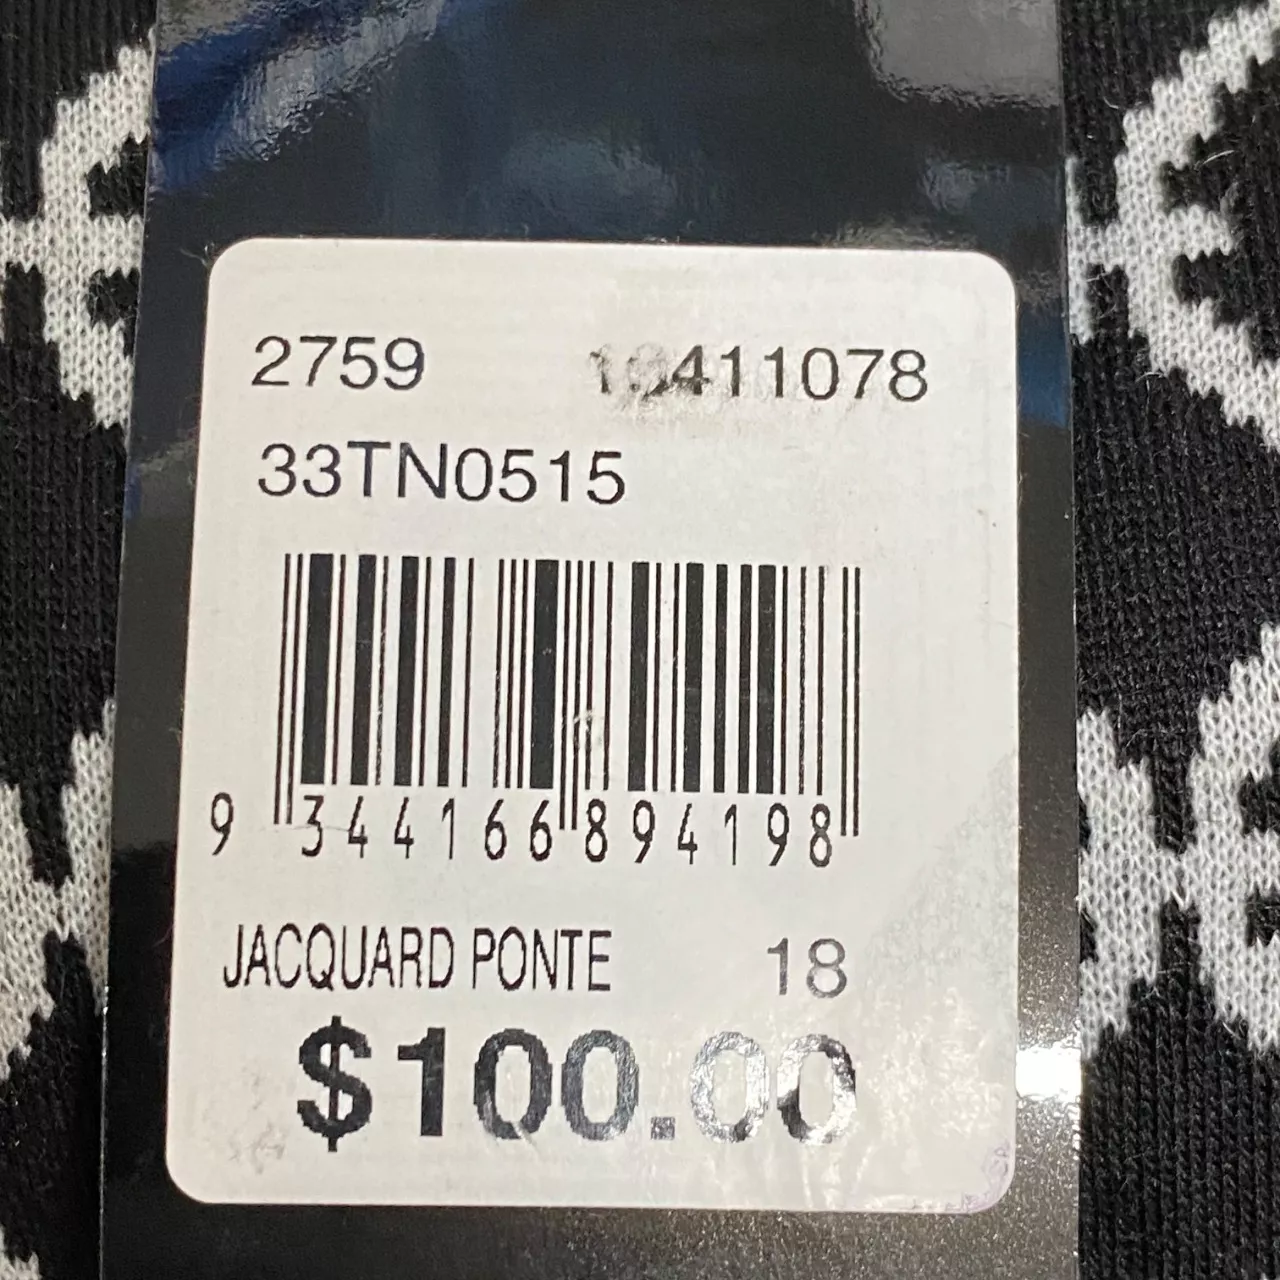 2759
33TN0515
9 344166 894198
JACQUARD PONTE 18
$100.00